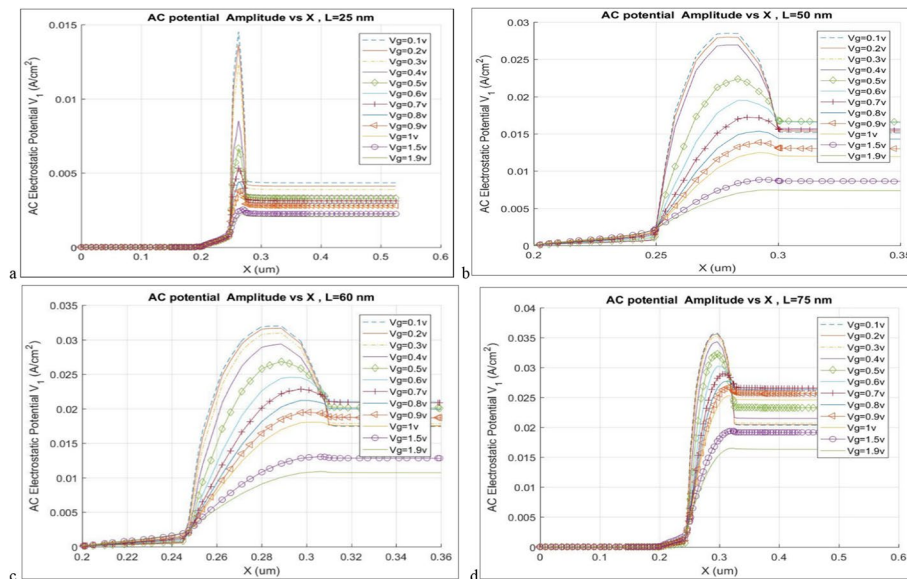 AC potential Amplitude vs X , L=25 nm
0.015
0.01
0.005
0
AC Electrostatic Potential V1 (A/cm2)
Vg=0.1v
Vg=0.2v
Vg=0.3v
Vg=0.4v
Vg=0.5v
Vg=0.6v
Vg=0.7v
Vg=0.8v
Vg=0.9v
Vg=1v
Vg=1.5v
Vg=1.9v
0 0.1 0.2 0.3 0.4 0.5 0.6
X (um)
a
AC potential Amplitude vs X , L=50 nm
0.03
0.025
0.02
0.015
0.01
0.005
0
AC Electrostatic Potential V1 (A/cm2)
Vg=0.1v
Vg=0.2v
Vg=0.3v
Vg=0.4v
Vg=0.5v
Vg=0.6v
Vg=0.7v
Vg=0.8v
Vg=0.9v
Vg=1v
Vg=1.5v
Vg=1.9v
0.2 0.25 0.3 0.35
X (um)
b
AC potential Amplitude vs X , L=60 nm
0.035
0.03
0.025
0.02
0.015
0.01
0.005
0
AC Electrostatic Potential V1 (A/cm2)
Vg=0.1v
Vg=0.2v
Vg=0.3v
Vg=0.4v
Vg=0.5v
Vg=0.6v
Vg=0.7v
Vg=0.8v
Vg=0.9v
Vg=1v
Vg=1.5v
Vg=1.9v
0.2 0.22 0.24 0.26 0.28 0.3 0.32 0.34 0.36
X (um)
c
AC potential Amplitude vs X , L=75 nm
0.04
0.035
0.03
0.025
0.02
0.015
0.01
0.005
0
AC Electrostatic Potential V1 (A/cm2)
Vg=0.1v
Vg=0.2v
Vg=0.3v
Vg=0.4v
Vg=0.5v
Vg=0.6v
Vg=0.7v
Vg=0.8v
Vg=0.9v
Vg=1v
Vg=1.5v
Vg=1.9v
0 0.1 0.2 0.3 0.4 0.5 0.6
X (um)
d